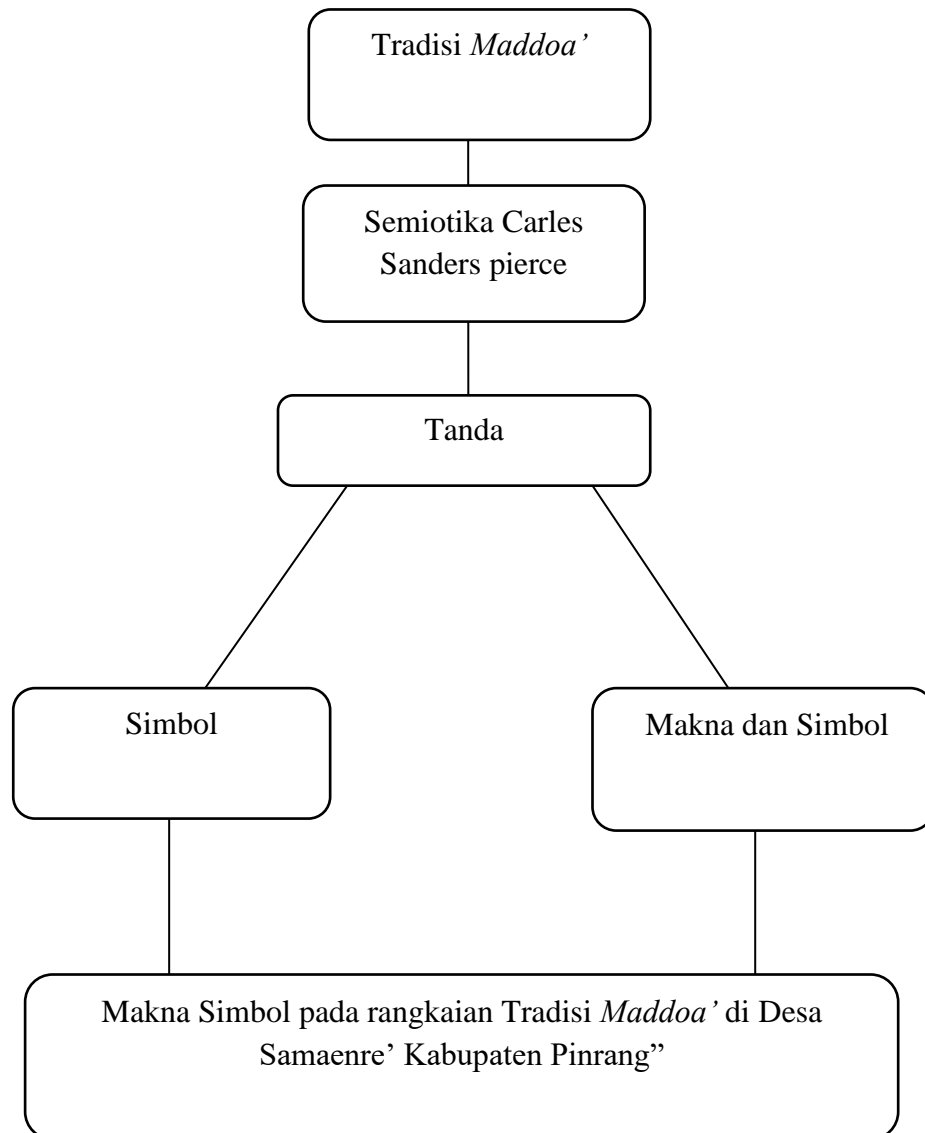 Tradisi Maddoa’
Semiotika Carles
Sanders pierce
Tanda
Simbol
Makna dan Simbol
Makna Simbol pada rangkaian Tradisi Maddoa’ di Desa
Samaenre’ Kabupaten Pinrang”